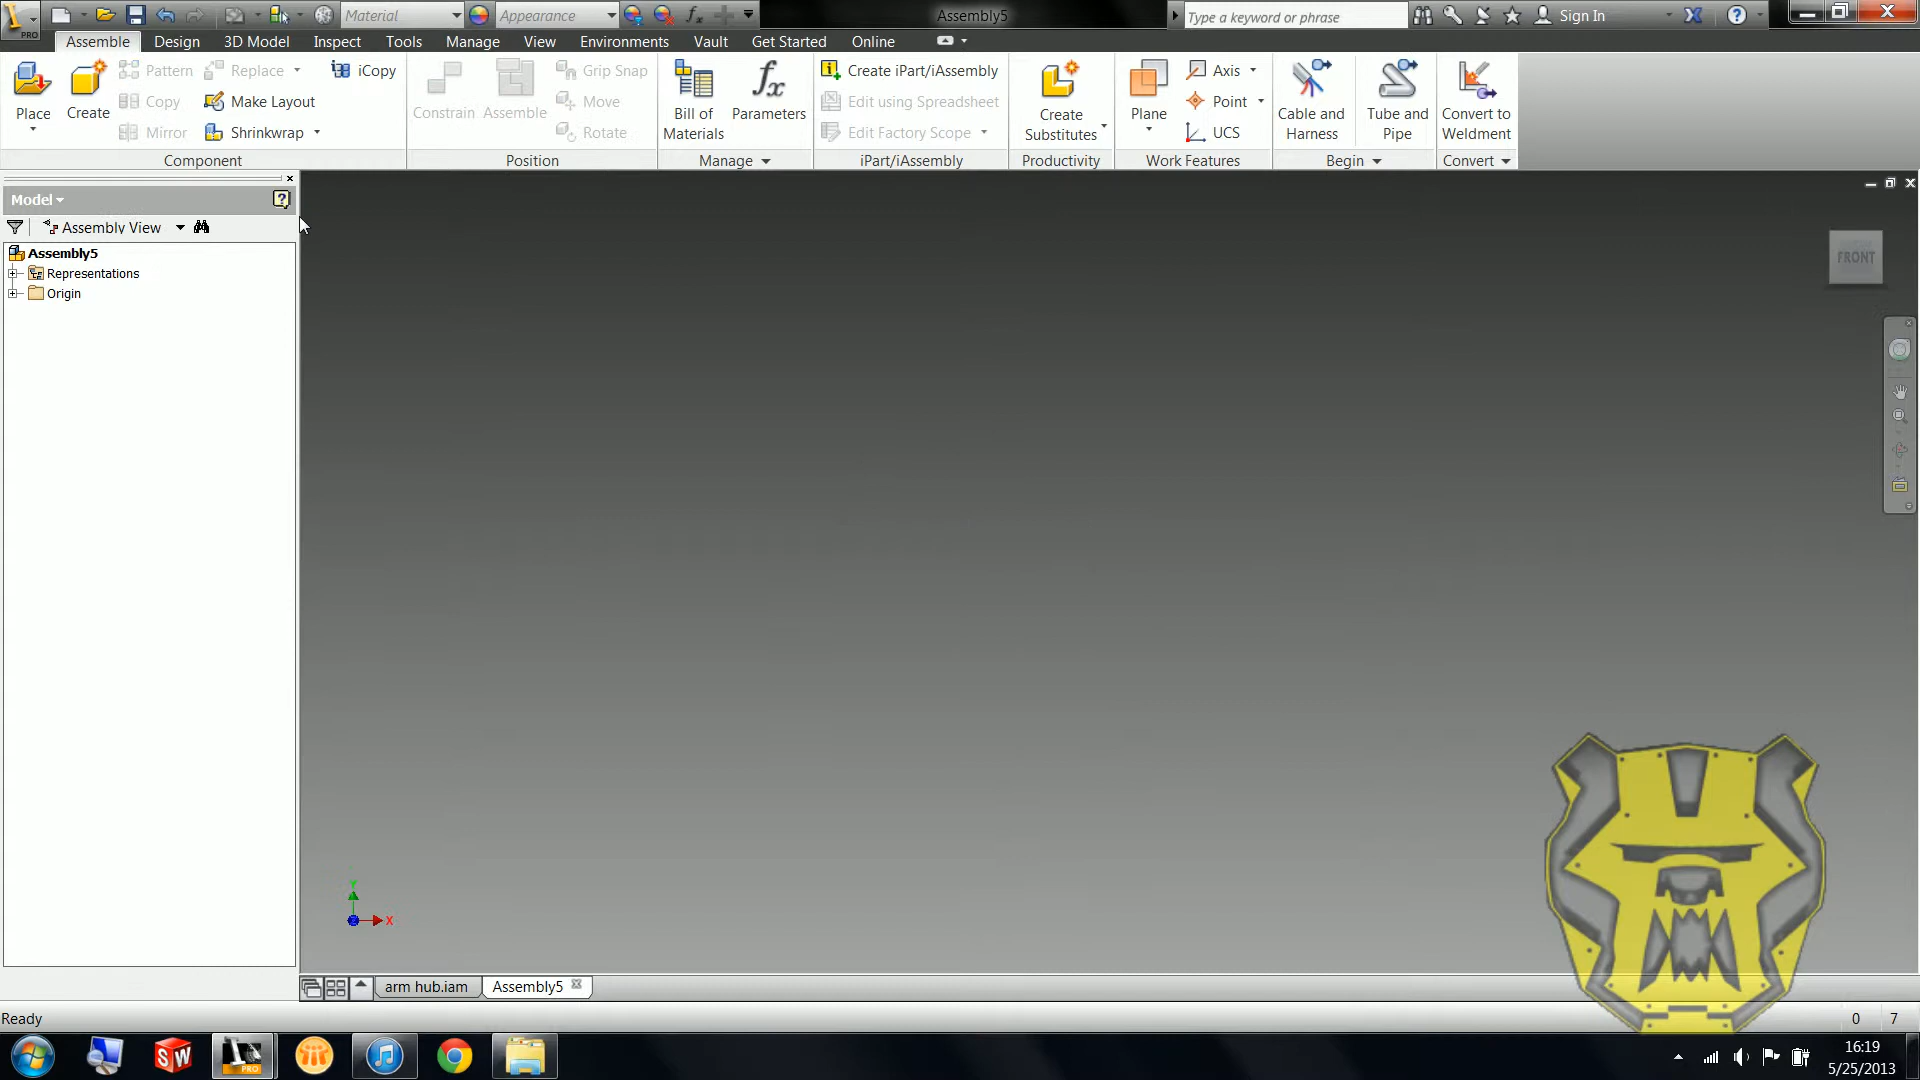 PRO
Material
Appearance
Assembly5
Type a keyword or phrase
Sign In
Assemble Design 3D Model Inspect Tools Manage View Environments Vault Get Started Online
Place
Create
Pattern
Copy
Mirror
Replace
Make Layout
Shrinkwrap
iCopy
Component
Constrain
Assemble
Grip Snap
Move
Rotate
Position
Bill of
Materials
Parameters
Manage
Create iPart/iAssembly
Edit using Spreadsheet
Edit Factory Scope
iPart/iAssembly
Create
Substitutes
Productivity
Plane
Axis
Point
UCS
Work Features
Cable and
Harness
Tube and
Pipe
Begin
Convert to
Weldment
Convert
Model
Assembly View
Assembly5
Representations
Origin
FRONT
Y
X
arm hub.iam
Assembly5
Ready
0 7
SW
PRO
16:19
5/25/2013